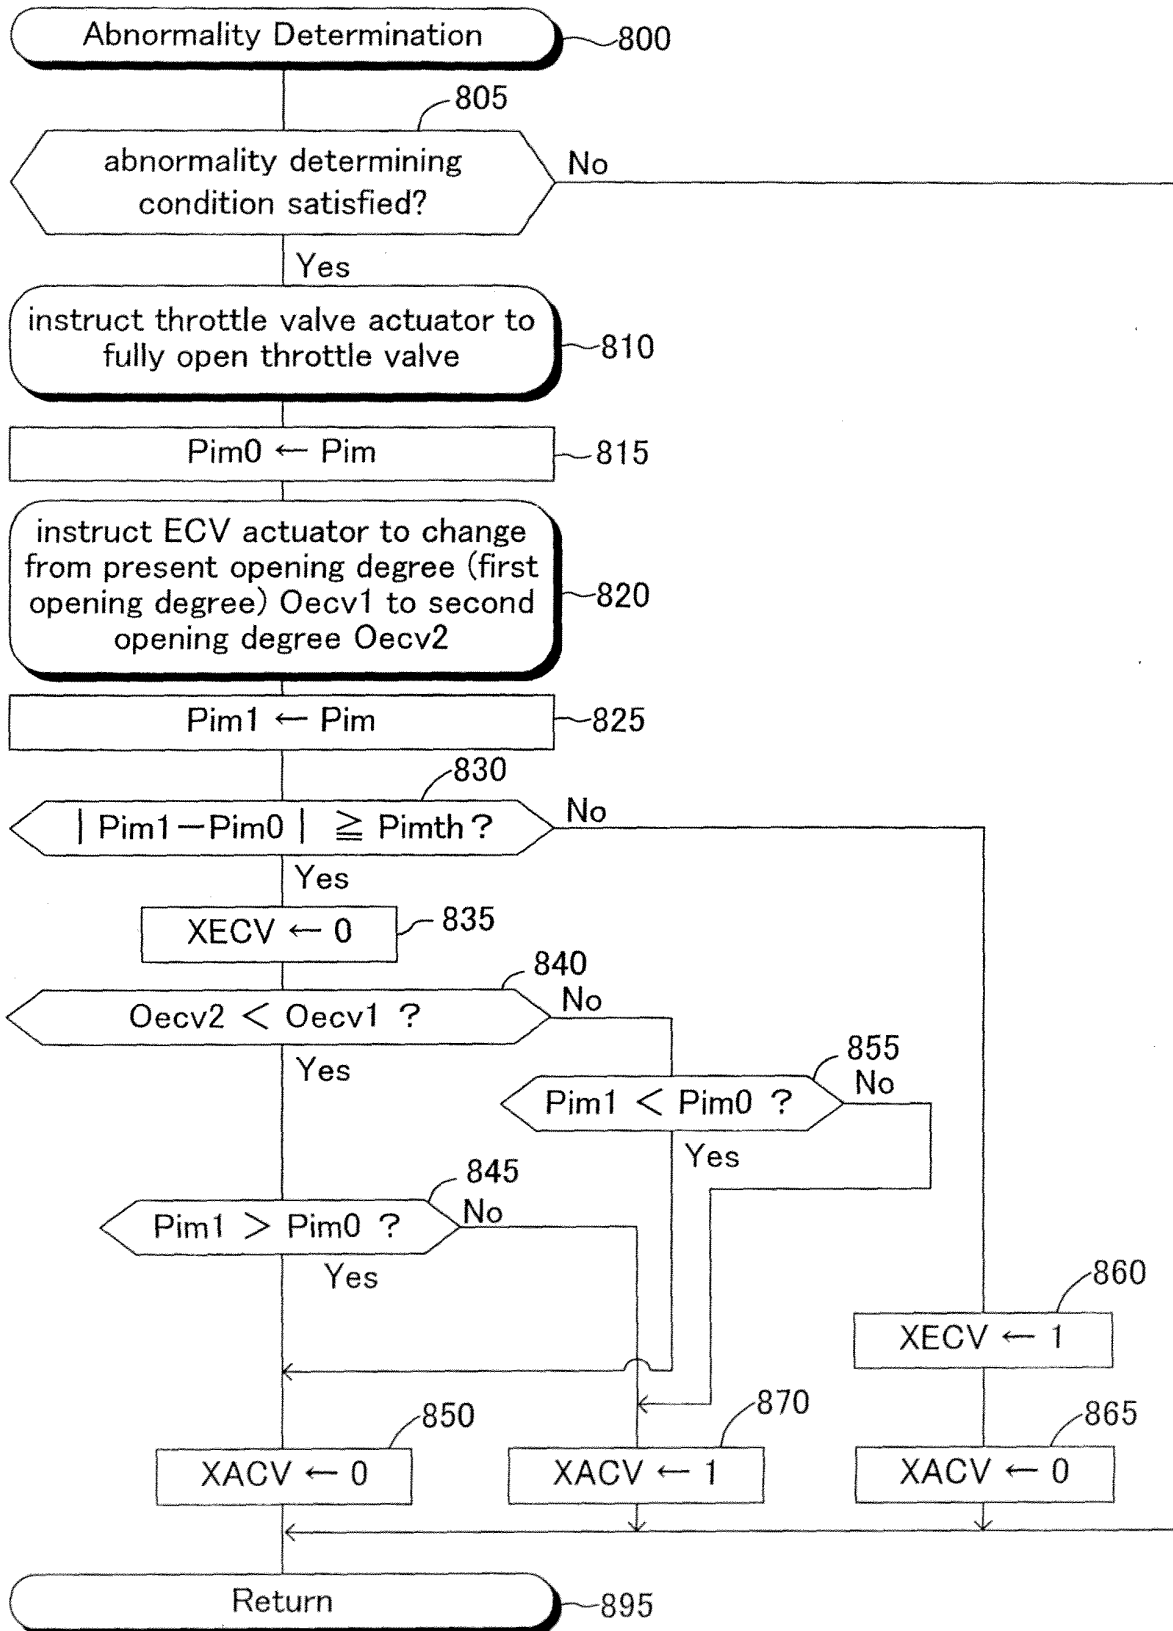 Abnormality Determination
800
805
abnormality determining
condition satisfied?
No
Yes
instruct throttle valve actuator to
fully open throttle valve
810
Pim0 ← Pim
815
instruct ECV actuator to change
from present opening degree (first
opening degree) Oecv1 to second
opening degree Oecv2
820
Pim1 ← Pim
825
830
| Pim1−Pim0 | ≧ Pimth ?
No
Yes
XECV ← 0
835
840
Oecv2 < Oecv1 ?
No
Yes
855
Pim1 < Pim0 ?
No
Yes
845
Pim1 > Pim0 ?
No
Yes
860
XECV ← 1
850
XACV ← 0
870
XACV ← 1
865
XACV ← 0
Return
895